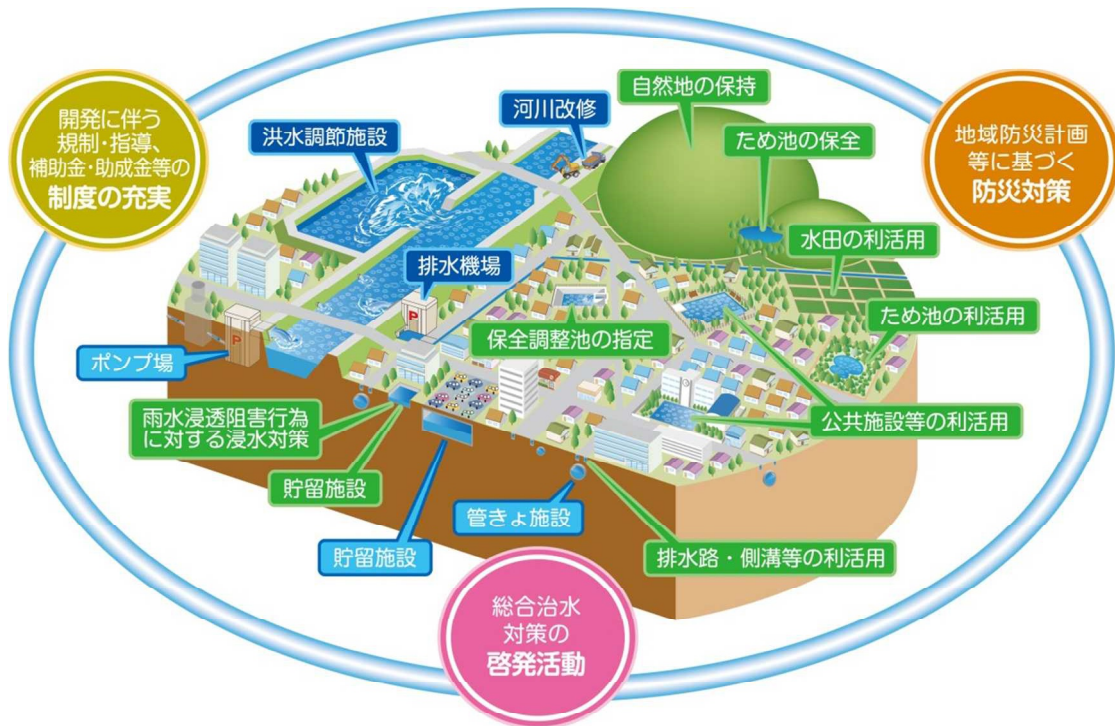 開発に伴う
規制・指導、
補助金・助成金等の
制度の充実
地域防災計画
等に基づく
防災対策
自然地の保持
河川改修
洪水調節施設
ため池の保全
水田の利活用
排水機場
P
保全調整池の指定
ため池の利活用
P
ポンプ場
雨水浸透阻害行為
に対する浸水対策
公共施設等の利活用
貯留施設
管きょ施設
貯留施設
排水路・側溝等の利活用
総合治水
対策の
啓発活動